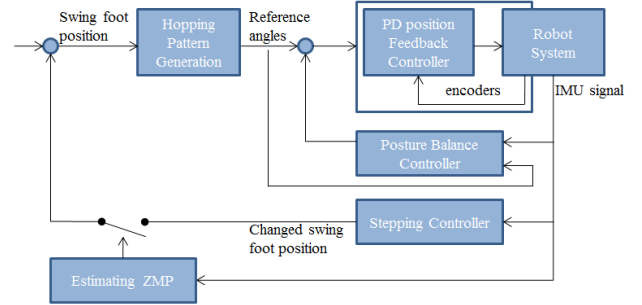 Swing foot
position
Hopping
Pattern
Generation
Reference
angles
PD position
Feedback
Controller
Robot
System
encoders
IMU signal
Posture Balance
Controller
Changed swing
foot position
Stepping Controller
Estimating ZMP